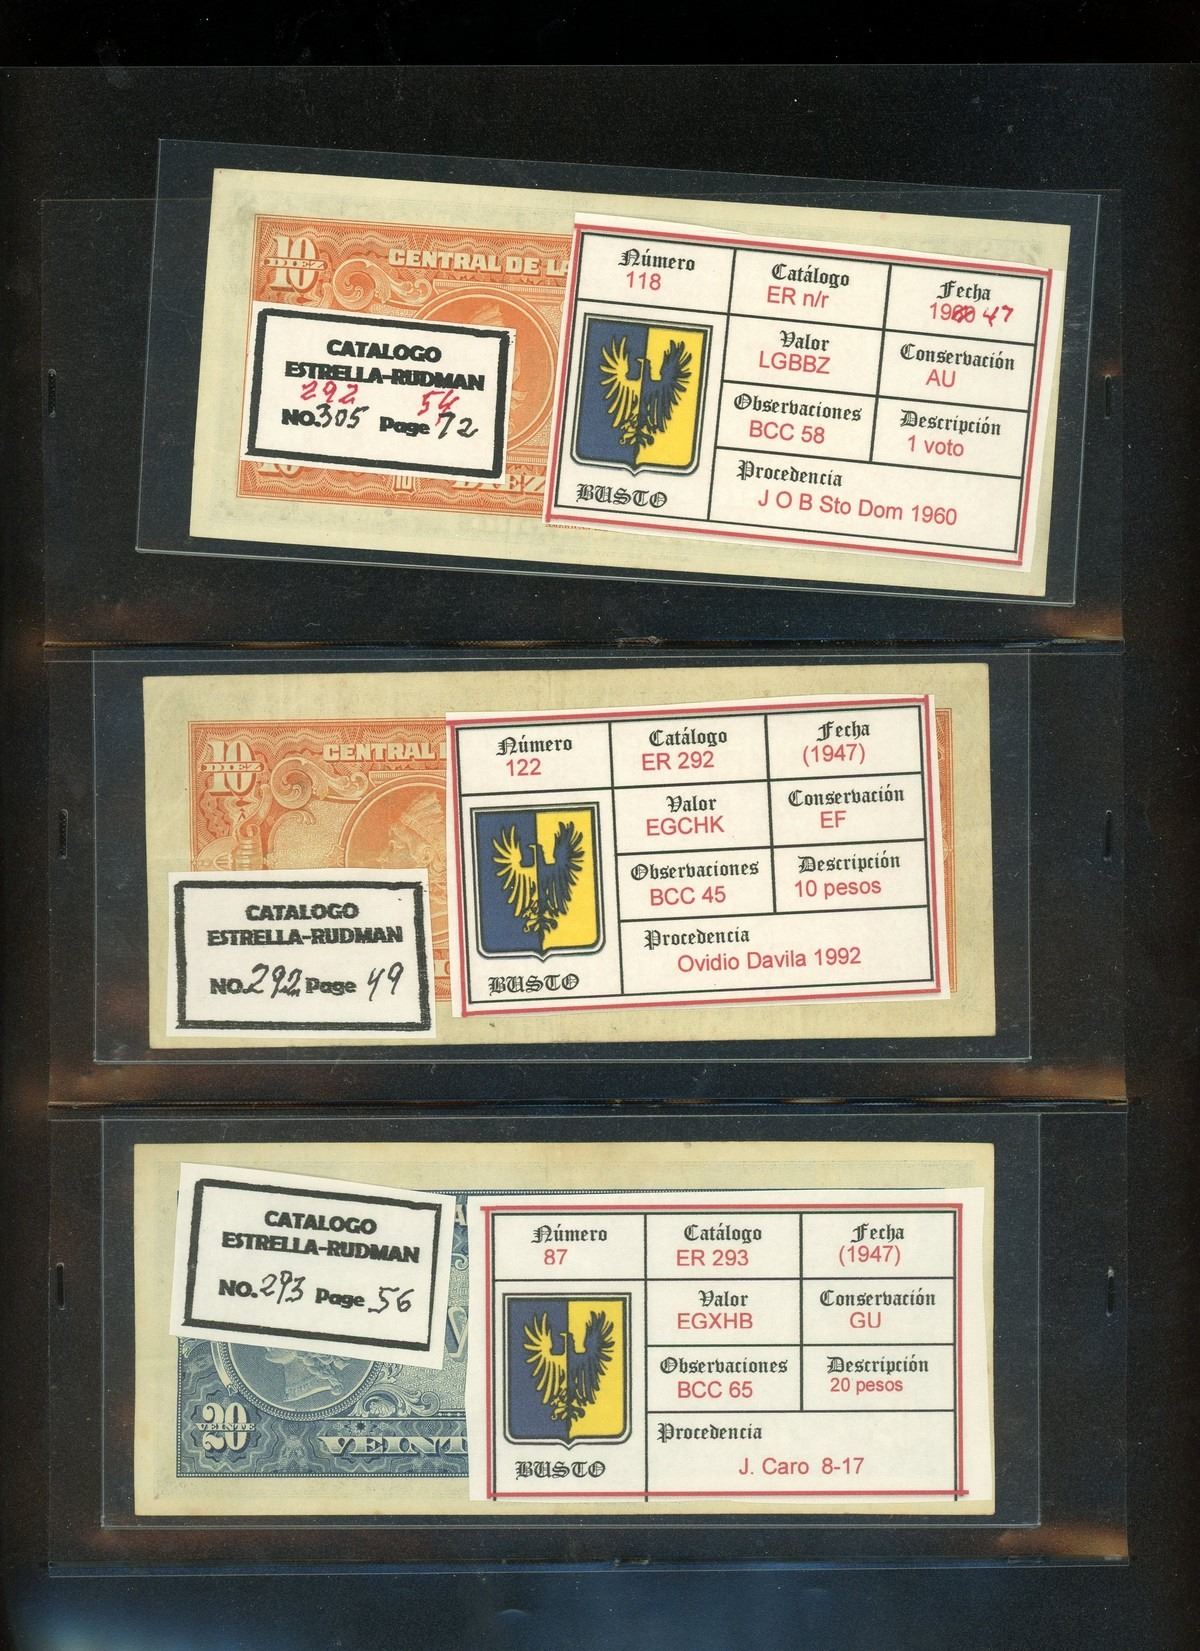 10
DIEZ
CENTRAL DE LA
CATALOGO
ESTRELLA-RUDMAN
292 54
NO.305 Page 72
10
DIEZ
Número
118
Catálogo
ER n/r
Fecha
1960 47
Valor
LGBBZ
Conservación
AU
Observaciones
BCC 58
Descripción
1 voto
Procedencia
J O B Sto Dom 1960
BUSTO
10
DIEZ
CENTRAL
CATALOGO
ESTRELLA-RUDMAN
NO.292 Page 49
Número
122
Catálogo
ER 292
Fecha
(1947)
Valor
EGCHK
Conservación
EF
Observaciones
BCC 45
Descripción
10 pesos
Procedencia
Ovidio Davila 1992
BUSTO
CATALOGO
ESTRELLA-RUDMAN
NO.293 Page 56
20
VEINTE
VEINT
Número
87
Catálogo
ER 293
Fecha
(1947)
Valor
EGXHB
Conservación
GU
Observaciones
BCC 65
Descripción
20 pesos
Procedencia
J. Caro 8-17
BUSTO